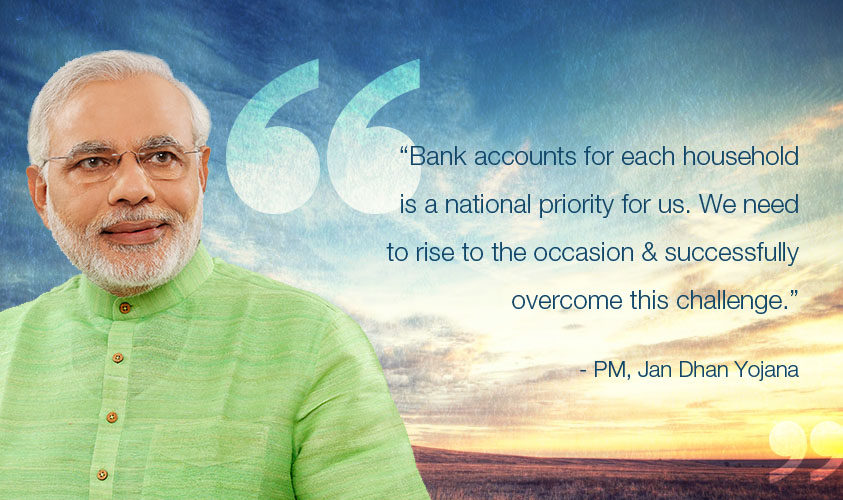 “Bank accounts for each household
is a national priority for us. We need
to rise to the occasion & successfully
overcome this challenge.”
- PM, Jan Dhan Yojana